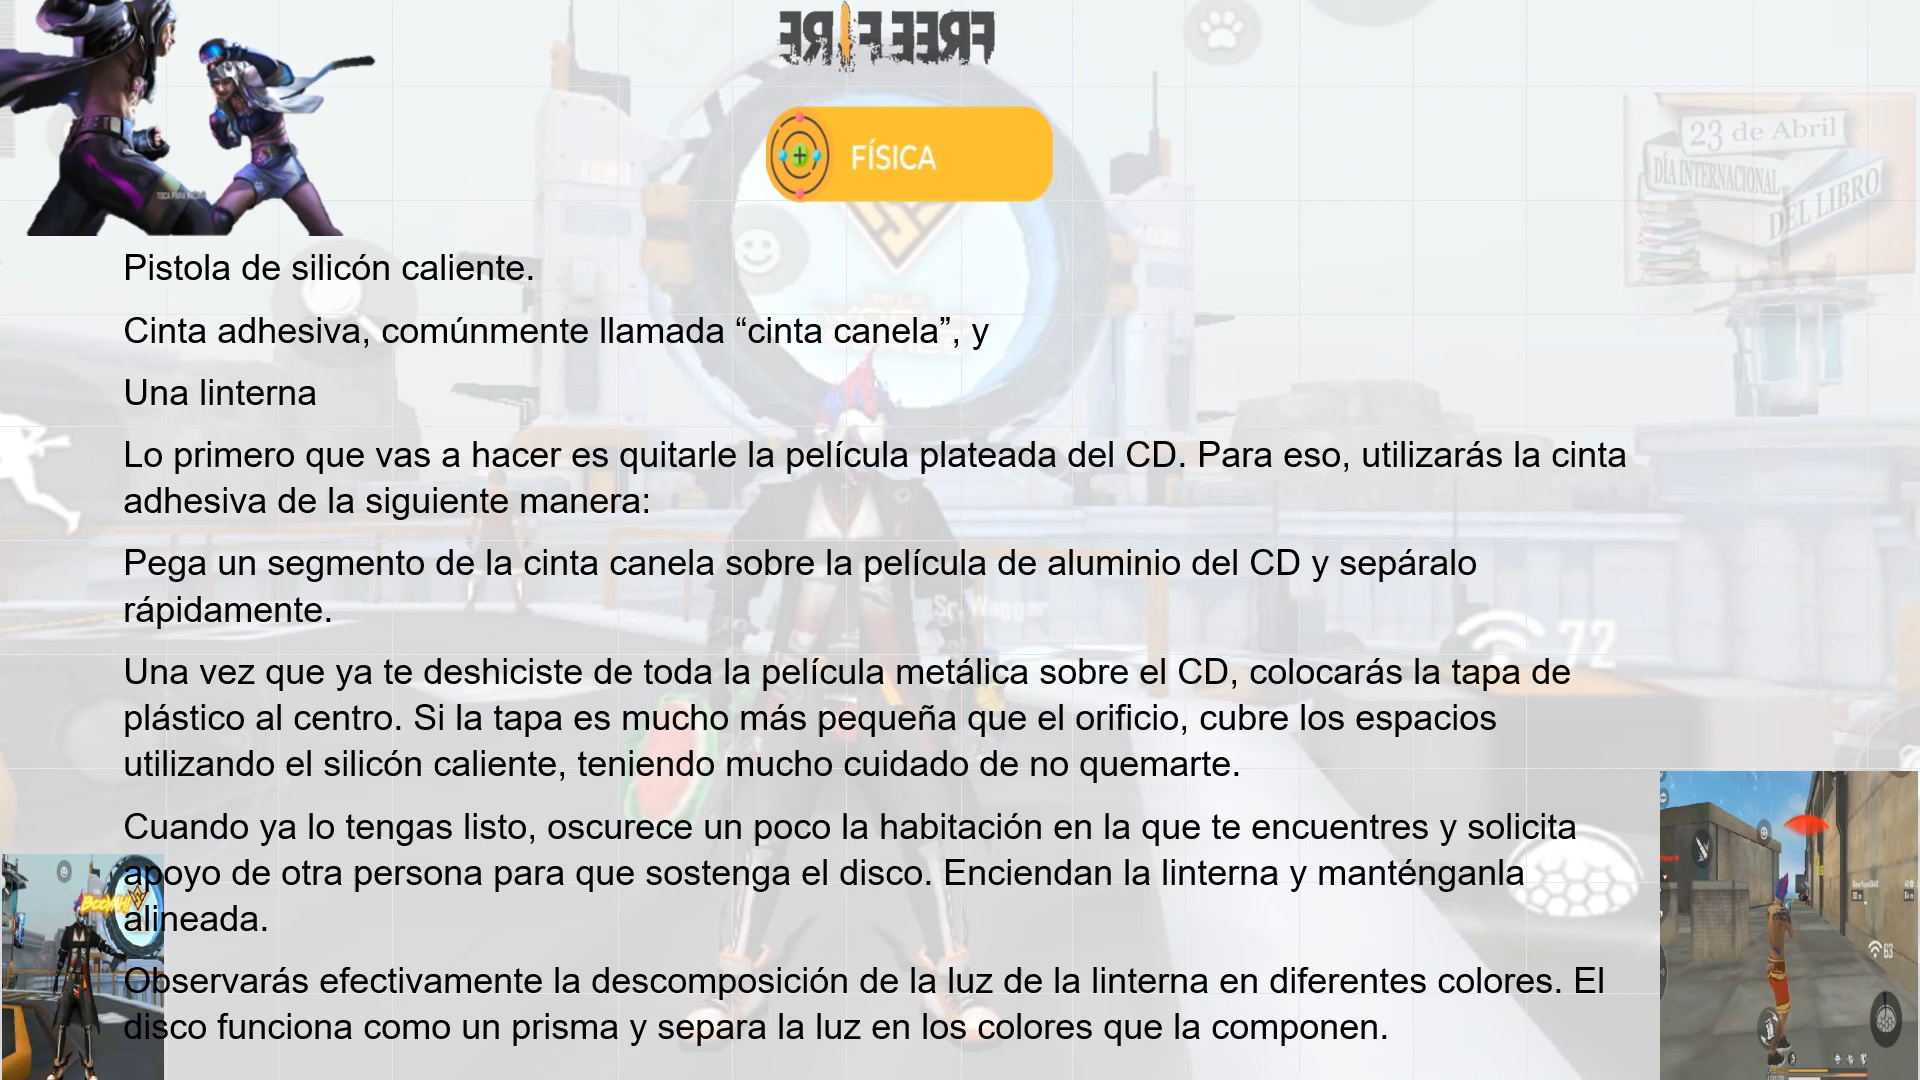 FREE FIRE
FÍSICA
23 de Abril
DÍA INTERNACIONAL
DEL LIBRO
Pistola de silicón caliente.
Cinta adhesiva, comúnmente llamada “cinta canela”, y
Una linterna
Lo primero que vas a hacer es quitarle la película plateada del CD. Para eso, utilizarás la cinta
adhesiva de la siguiente manera:
Pega un segmento de la cinta canela sobre la película de aluminio del CD y sepáralo
rápidamente.
Sr. Wagger
72
Una vez que ya te deshiciste de toda la película metálica sobre el CD, colocarás la tapa de
plástico al centro. Si la tapa es mucho más pequeña que el orificio, cubre los espacios
utilizando el silicón caliente, teniendo mucho cuidado de no quemarte.
Cuando ya lo tengas listo, oscurece un poco la habitación en la que te encuentres y solicita
apoyo de otra persona para que sostenga el disco. Enciendan la linterna y manténganla
alineada.
BOOYAH!
63
Observarás efectivamente la descomposición de la luz de la linterna en diferentes colores. El
disco funciona como un prisma y separa la luz en los colores que la componen.